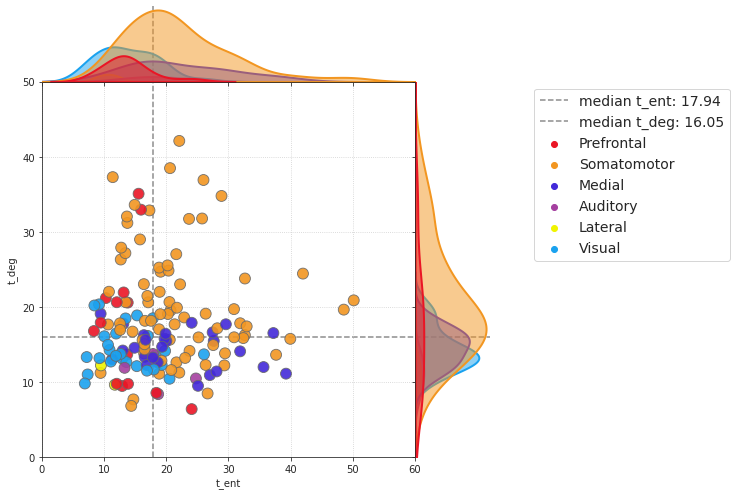 50
40
30
20
10
0
t_deg
0 10 20 30 40 50 60
t_ent
median t_ent: 17.94
median t_deg: 16.05
Prefrontal
Somatomotor
Medial
Auditory
Lateral
Visual